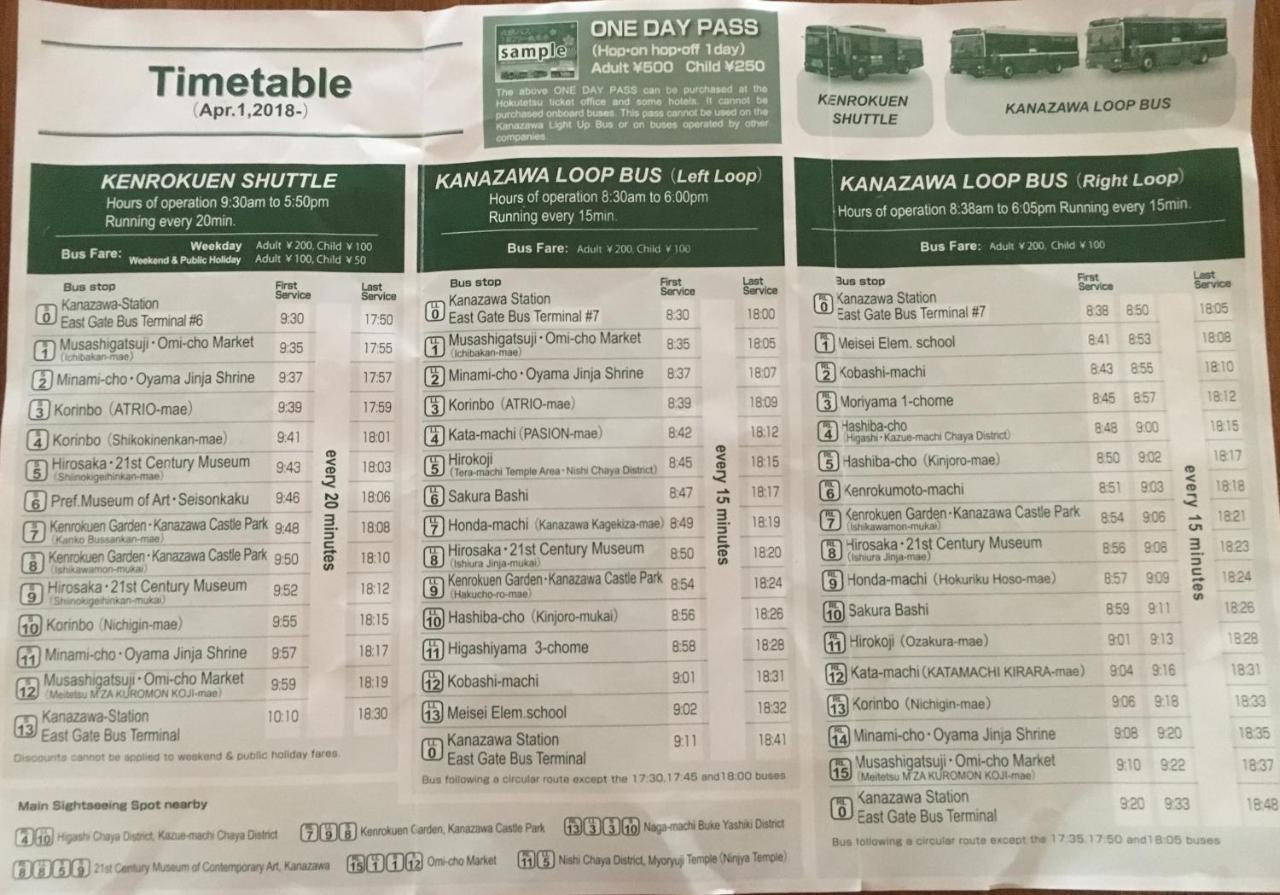 Timetable
(Apr.1,2018-)
sample
ONE DAY PASS
(Hop·on hop·off 1day)
Adult ¥500 Child ¥250
The above ONE DAY PASS can be purchased at the
Hokutetsu ticket office and some hotels. It cannot be
purchased onboard buses. This pass cannot be used on the
Kanazawa Light Up Bus or on buses operated by other
companies.
KENROKUEN
SHUTTLE
KANAZAWA LOOP BUS
KENROKUEN SHUTTLE
Hours of operation 9:30am to 5:50pm
Running every 20min.
Bus Fare: Weekday Adult ¥200, Child ¥100
Weekend & Public Holiday Adult ¥100, Child ¥50
Bus stop First Service Last Service
S 0 Kanazawa-Station
East Gate Bus Terminal #6 9:30 17:50
S 1 Musashigatsuji·Omi-cho Market 9:35 17:55
(Ichibakan-mae)
S 2 Minami-cho·Oyama Jinja Shrine 9:37 17:57
S 3 Korinbo (ATRIO-mae) 9:39 17:59
S 4 Korinbo (Shikokinenkan-mae) 9:41 18:01
S 5 Hirosaka·21st Century Museum 9:43 18:03
(Shiinokigeihinkan-mae)
S 6 Pref.Museum of Art·Seisonkaku 9:46 18:06
S 7 Kenrokuen Garden·Kanazawa Castle Park 9:48 18:08
(Kanko Bussankan-mae)
S 8 Kenrokuen Garden·Kanazawa Castle Park 9:50 18:10
(Ishikawamon-mukai)
S 9 Hirosaka·21st Century Museum 9:52 18:12
(Shiinokigeihinkan-mukai)
S 10 Korinbo (Nichigin-mae) 9:55 18:15
S 11 Minami-cho·Oyama Jinja Shrine 9:57 18:17
S 12 Musashigatsuji·Omi-cho Market 9:59 18:19
(Meitetsu M'ZA KUROMON KOJI-mae)
S 13 Kanazawa-Station
East Gate Bus Terminal 10:10 18:30
every 20 minutes
Discounts cannot be applied to weekend & public holiday fares.
KANAZAWA LOOP BUS (Left Loop)
Hours of operation 8:30am to 6:00pm
Running every 15min.
Bus Fare: Adult ¥200, Child ¥100
Bus stop First Service Last Service
LL 0 Kanazawa Station
East Gate Bus Terminal #7 8:30 18:00
LL 1 Musashigatsuji·Omi-cho Market 8:35 18:05
(Ichibakan-mae)
LL 2 Minami-cho·Oyama Jinja Shrine 8:37 18:07
LL 3 Korinbo (ATRIO-mae) 8:39 18:09
LL 4 Kata-machi (PASION-mae) 8:42 18:12
LL 5 Hirokoji 8:45 18:15
(Tera-machi Temple Area·Nishi Chaya District)
LL 6 Sakura Bashi 8:47 18:17
LL 7 Honda-machi (Kanazawa Kagekiza-mae) 8:49 18:19
LL 8 Hirosaka·21st Century Museum 8:50 18:20
(Ishiura Jinja-mukai)
LL 9 Kenrokuen Garden·Kanazawa Castle Park 8:54 18:24
(Hakucho-ro-mae)
LL 10 Hashiba-cho (Kinjoro-mukai) 8:56 18:26
LL 11 Higashiyama 3-chome 8:58 18:28
LL 12 Kobashi-machi 9:01 18:31
LL 13 Meisei Elem.school 9:02 18:32
LL 0 Kanazawa Station
East Gate Bus Terminal 9:11 18:41
every 15 minutes
Bus following a circular route except the 17:30,17:45 and18:00 buses
KANAZAWA LOOP BUS (Right Loop)
Hours of operation 8:38am to 6:05pm Running every 15min.
Bus Fare: Adult ¥200, Child ¥100
Bus stop First Service Last Service
RL 0 Kanazawa Station
East Gate Bus Terminal #7 8:38 8:50 18:05
RL 1 Meisei Elem. school 8:41 8:53 18:08
RL 2 Kobashi-machi 8:43 8:55 18:10
RL 3 Moriyama 1-chome 8:45 8:57 18:12
RL 4 Hashiba-cho 8:48 9:00 18:15
(Higashi·Kazue-machi Chaya District)
RL 5 Hashiba-cho (Kinjoro-mae) 8:50 9:02 18:17
RL 6 Kenrokumoto-machi 8:51 9:03 18:18
RL 7 Kenrokuen Garden·Kanazawa Castle Park 8:54 9:06 18:21
(Ishikawamon-mukai)
RL 8 Hirosaka·21st Century Museum 8:56 9:08 18:23
(Ishiura Jinja-mae)
RL 9 Honda-machi (Hokuriku Hoso-mae) 8:57 9:09 18:24
RL 10 Sakura Bashi 8:59 9:11 18:26
RL 11 Hirokoji (Ozakura-mae) 9:01 9:13 18:28
RL 12 Kata-machi (KATAMACHI KIRARA-mae) 9:04 9:16 18:31
RL 13 Korinbo (Nichigin-mae) 9:06 9:18 18:33
RL 14 Minami-cho·Oyama Jinja Shrine 9:08 9:20 18:35
RL 15 Musashigatsuji·Omi-cho Market 9:10 9:22 18:37
(Meitetsu M'ZA KUROMON KOJI-mae)
RL 0 Kanazawa Station
East Gate Bus Terminal 9:20 9:33 18:48
every 15 minutes
Bus following a circular route except the 17:35,17:50 and18:05 buses
Main Sightseeing Spot nearby
4 10 Higashi Chaya District, Kazue-machi Chaya District
7 9 8 Kenrokuen Garden, Kanazawa Castle Park
13 3 3 10 Naga-machi Buke Yashiki District
8 8 5 9 21st Century Museum of Contemporary Art, Kanazawa
15 1 1 12 Omi-cho Market
11 5 Nishi Chaya District, Myoryuji Temple (Ninjya Temple)